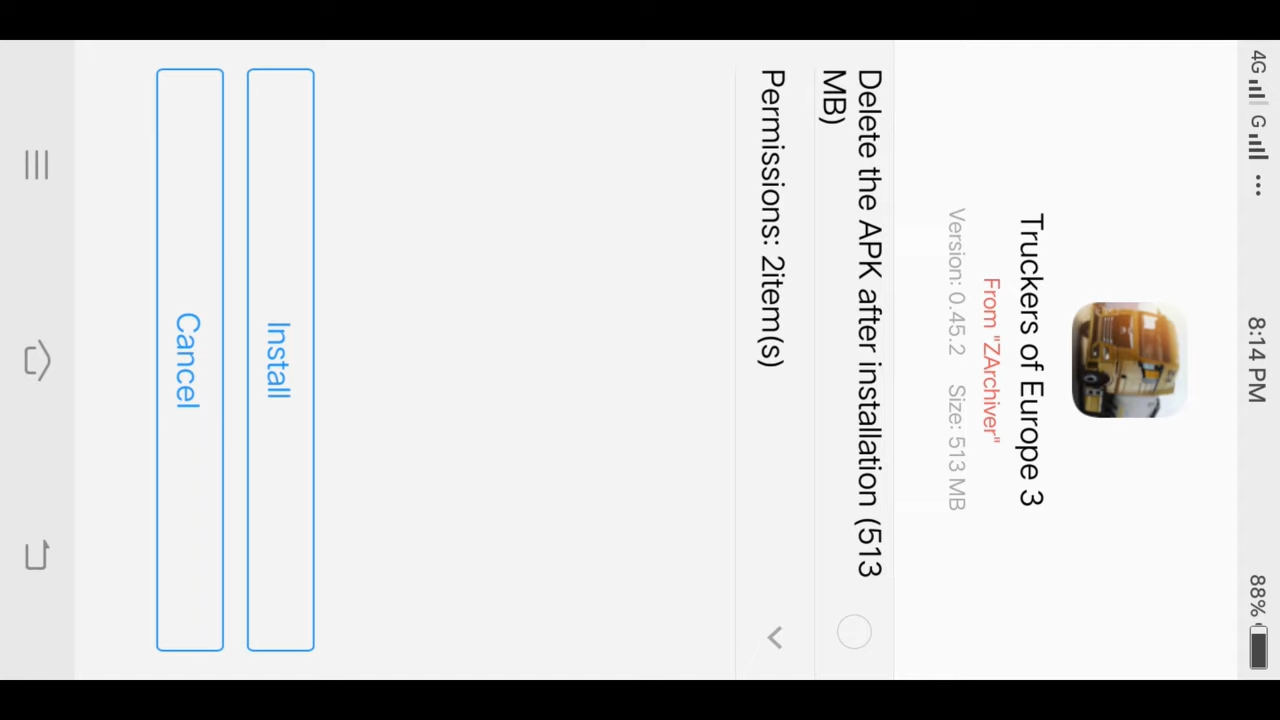 4G G ... 8:14 PM 88%
Truckers of Europe 3
From "ZArchiver"
Version: 0.45.2 Size: 513 MB
Delete the APK after installation (513
MB)
Permissions: 2item(s)
Install
Cancel